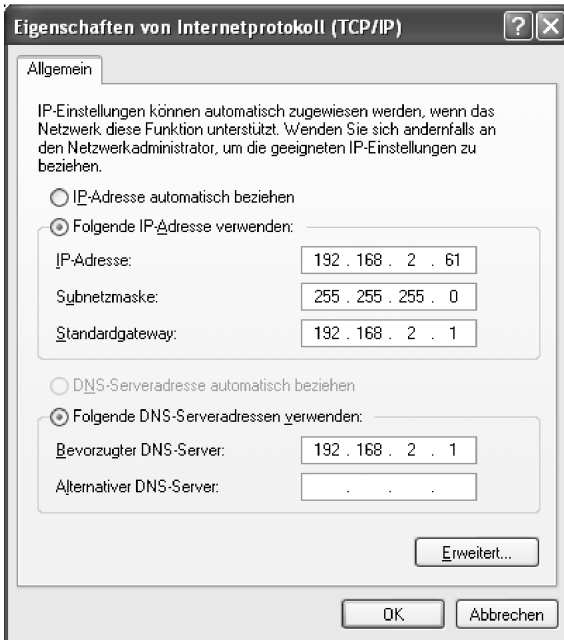 Eigenschaften von Internetprotokoll (TCP/IP)
Allgemein
IP-Einstellungen können automatisch zugewiesen werden, wenn das
Netzwerk diese Funktion unterstützt. Wenden Sie sich andernfalls an
den Netzwerkadministrator, um die geeigneten IP-Einstellungen zu
beziehen.
IP-Adresse automatisch beziehen
Folgende IP-Adresse verwenden:
IP-Adresse: 192 . 168 . 2 . 61
Subnetzmaske: 255 . 255 . 255 . 0
Standardgateway: 192 . 168 . 2 . 1
DNS-Serveradresse automatisch beziehen
Folgende DNS-Serveradressen verwenden:
Bevorzugter DNS-Server: 192 . 168 . 2 . 1
Alternativer DNS-Server: . . .
Erweitert...
OK Abbrechen